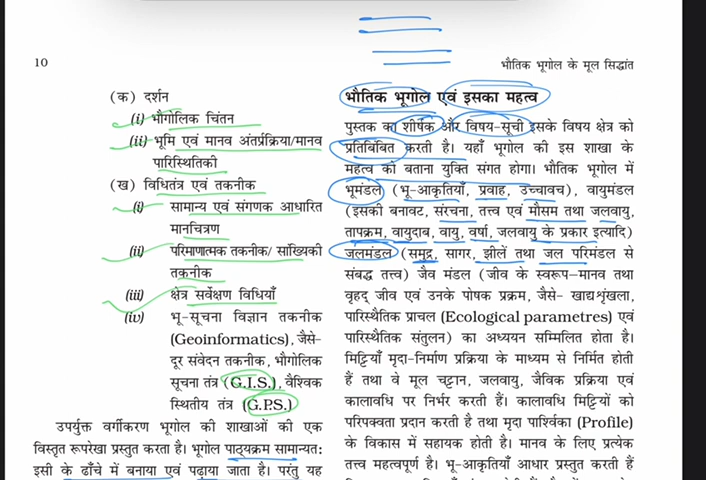 10
भौतिक भूगोल के मूल सिद्धांत
(क) दर्शन
(i) भौगोलिक चिंतन
(ii) भूमि एवं मानव अंतर्प्रक्रिया/मानव
पारिस्थितिकी
(ख) विधितंत्र एवं तकनीक
(i) सामान्य एवं संगणक आधारित
मानचित्रण
(ii) परिमाणात्मक तकनीक/ सांख्यिकी
तकनीक
(iii) क्षेत्र सर्वेक्षण विधियाँ
(iv) भू-सूचना विज्ञान तकनीक
(Geoinformatics), जैसे-
दूर संवेदन तकनीक, भौगोलिक
सूचना तंत्र (G.I.S.), वैश्विक
स्थितीय तंत्र (G.P.S.)
उपर्युक्त वर्गीकरण भूगोल की शाखाओं की एक
विस्तृत रूपरेखा प्रस्तुत करता है। भूगोल पाठ्यक्रम सामान्यत:
इसी के ढाँचे में बनाया एवं पढ़ाया जाता है। परंतु यह
भौतिक भूगोल एवं इसका महत्व
पुस्तक का शीर्षक और विषय-सूची इसके विषय क्षेत्र को
प्रतिबिंबित करती है। यहाँ भूगोल की इस शाखा के
महत्व को बताना युक्ति संगत होगा। भौतिक भूगोल में
भूमंडल (भू-आकृतियाँ, प्रवाह, उच्चावच), वायुमंडल
(इसकी बनावट, संरचना, तत्त्व एवं मौसम तथा जलवायु,
तापक्रम, वायुदाब, वायु, वर्षा, जलवायु के प्रकार इत्यादि)
जलमंडल (समुद्र, सागर, झीलें तथा जल परिमंडल से
संबद्ध तत्त्व) जैव मंडल (जीव के स्वरूप-मानव तथा
वृहद् जीव एवं उनके पोषक प्रक्रम, जैसे- खाद्य शृंखला,
पारिस्थैतिक प्राचल (Ecological parametres) एवं
पारिस्थैतिक संतुलन) का अध्ययन सम्मिलित होता है।
मिट्टियाँ मृदा-निर्माण प्रक्रिया के माध्यम से निर्मित होती
हैं तथा वे मूल चट्टान, जलवायु, जैविक प्रक्रिया एवं
कालावधि पर निर्भर करती हैं। कालावधि मिट्टियों को
परिपक्वता प्रदान करती है तथा मृदा पार्श्विका (Profile)
के विकास में सहायक होती है। मानव के लिए प्रत्येक
तत्त्व महत्वपूर्ण है। भू-आकृतियाँ आधार प्रस्तुत करती हैं